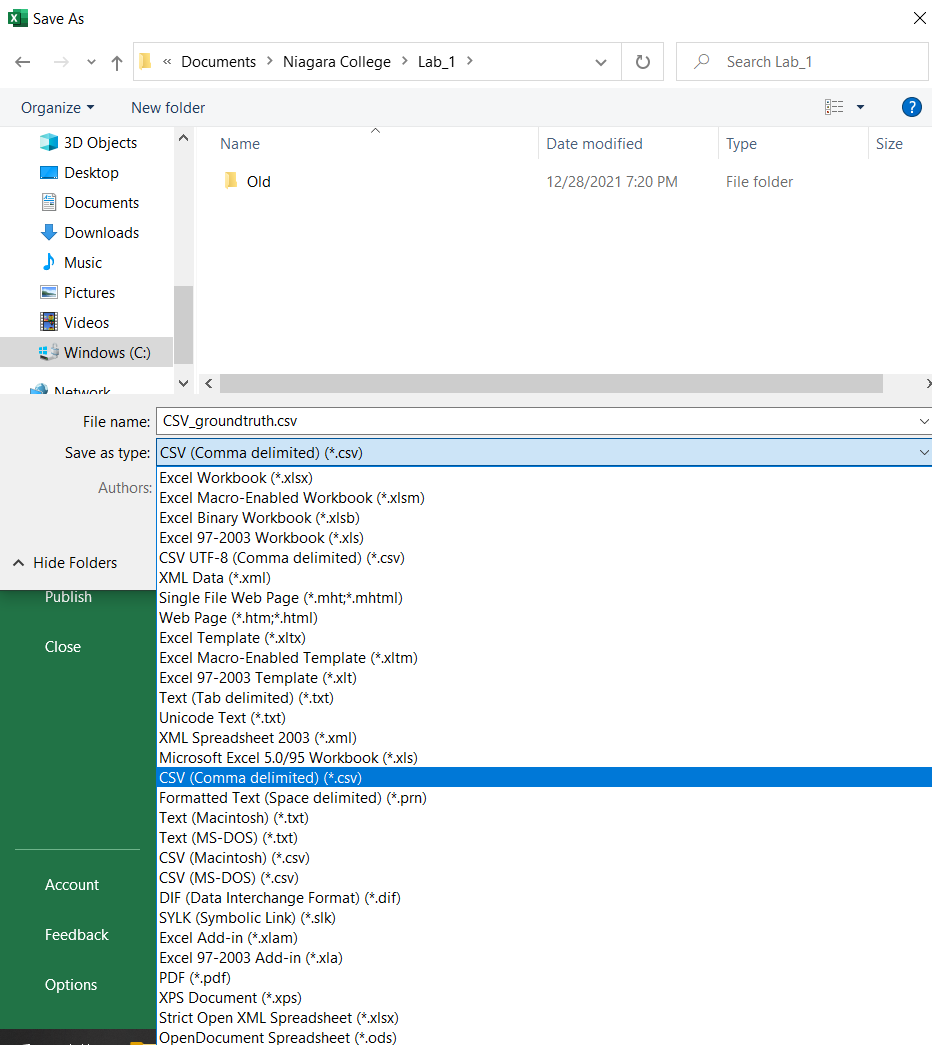 Save As
« Documents > Niagara College > Lab_1 >
Search Lab_1
Organize
New folder
3D Objects
Desktop
Documents
Downloads
Music
Pictures
Videos
Windows (C:)
Network
Name
Date modified
Type
Size
Old
12/28/2021 7:20 PM
File folder
File name:
CSV_groundtruth.csv
Save as type:
CSV (Comma delimited) (*.csv)
Authors:
Hide Folders
Excel Workbook (*.xlsx)
Excel Macro-Enabled Workbook (*.xlsm)
Excel Binary Workbook (*.xlsb)
Excel 97-2003 Workbook (*.xls)
CSV UTF-8 (Comma delimited) (*.csv)
XML Data (*.xml)
Single File Web Page (*.mht;*.mhtml)
Web Page (*.htm;*.html)
Excel Template (*.xltx)
Excel Macro-Enabled Template (*.xltm)
Excel 97-2003 Template (*.xlt)
Text (Tab delimited) (*.txt)
Unicode Text (*.txt)
XML Spreadsheet 2003 (*.xml)
Microsoft Excel 5.0/95 Workbook (*.xls)
CSV (Comma delimited) (*.csv)
Formatted Text (Space delimited) (*.prn)
Text (Macintosh) (*.txt)
Text (MS-DOS) (*.txt)
CSV (Macintosh) (*.csv)
CSV (MS-DOS) (*.csv)
DIF (Data Interchange Format) (*.dif)
SYLK (Symbolic Link) (*.slk)
Excel Add-in (*.xlam)
Excel 97-2003 Add-in (*.xla)
PDF (*.pdf)
XPS Document (*.xps)
Strict Open XML Spreadsheet (*.xlsx)
OpenDocument Spreadsheet (*.ods)
Publish
Close
Account
Feedback
Options